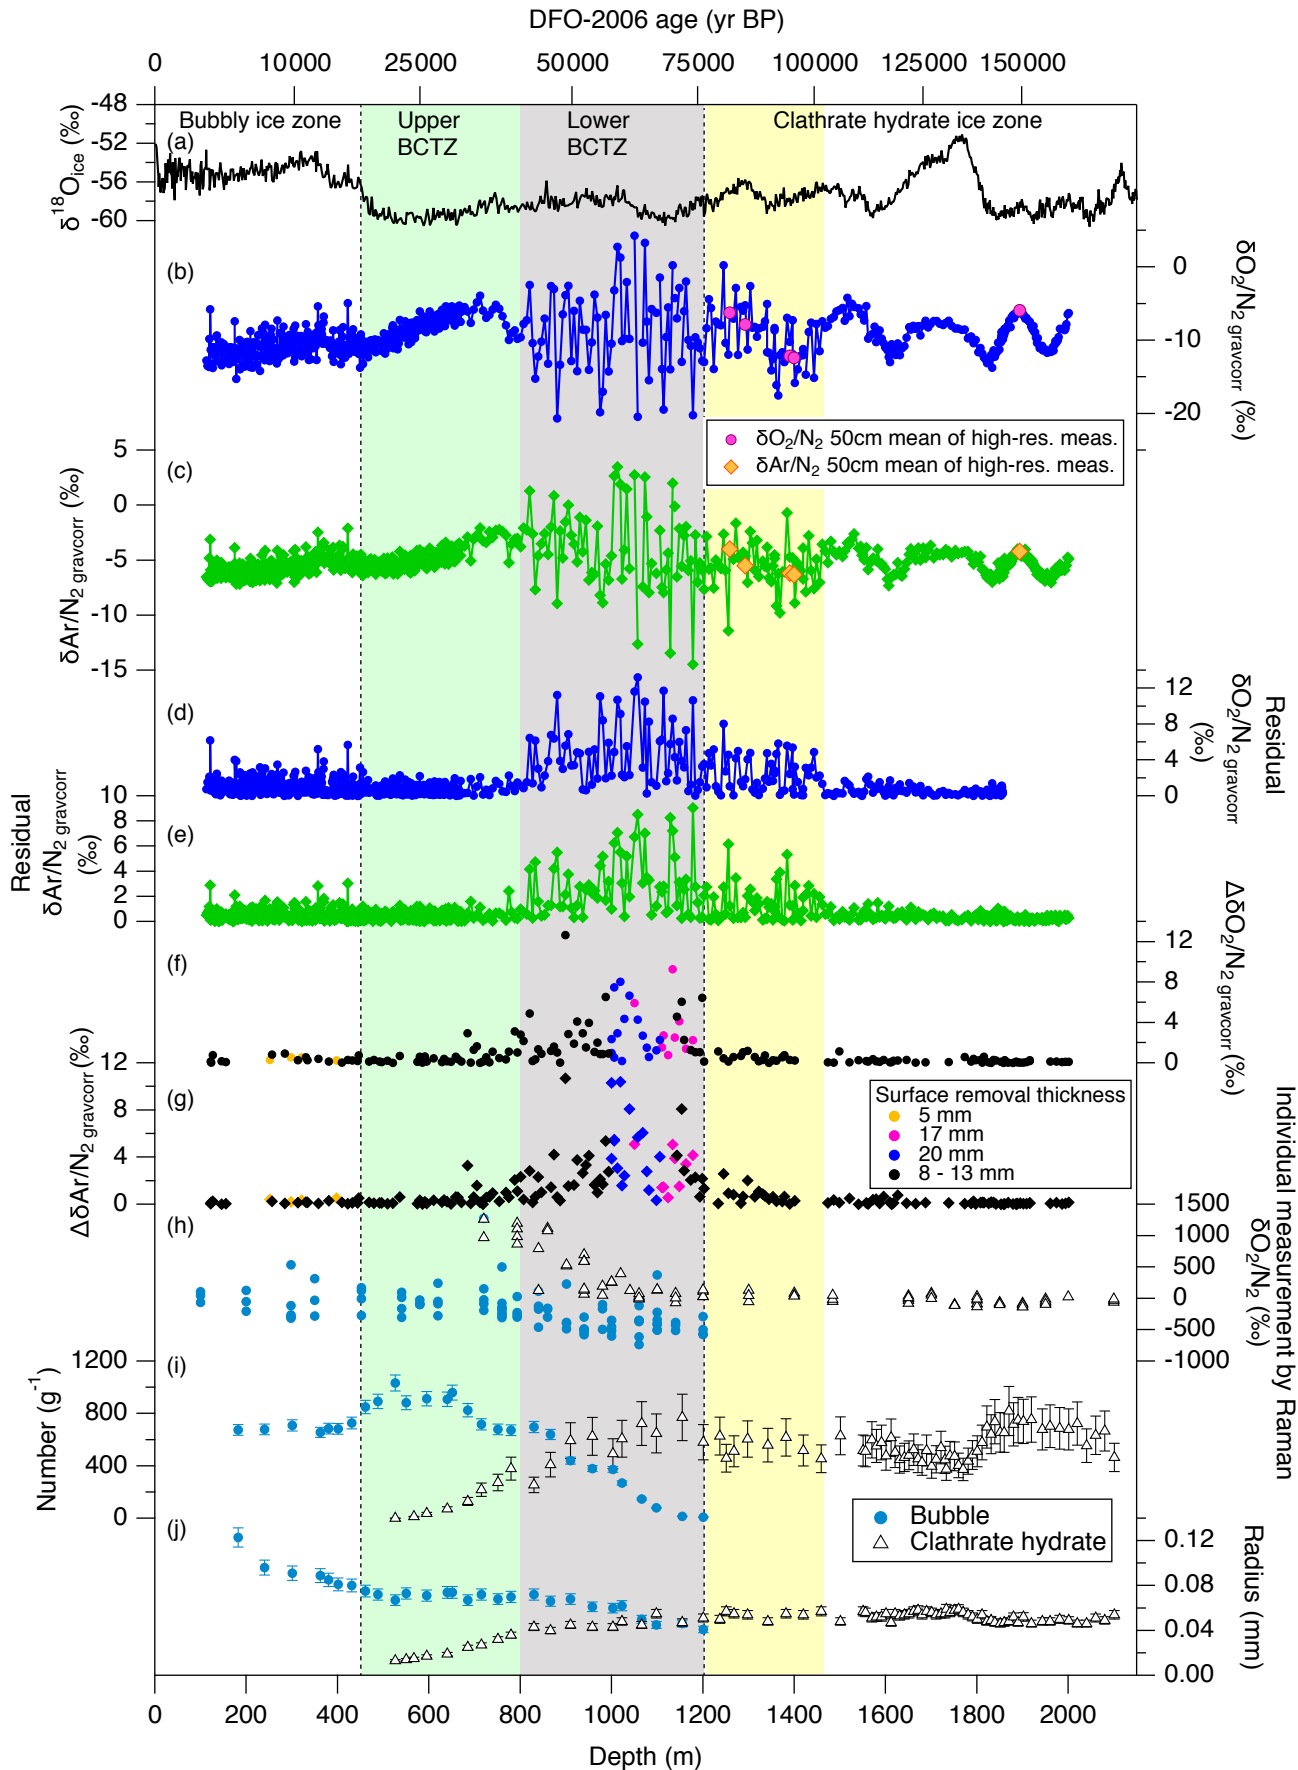 DFO-2006 age (yr BP)
0 10000 25000 50000 75000 100000 125000 150000
Bubbly ice zone
Upper BCTZ
Lower BCTZ
Clathrate hydrate ice zone
(a)
δ¹⁸O_ice (‰)
-48
-52
-56
-60
(b)
δO₂/N₂ gravcorr (‰)
0
-10
-20
δO₂/N₂ 50cm mean of high-res. meas.
δAr/N₂ 50cm mean of high-res. meas.
(c)
δAr/N₂ gravcorr (‰)
5
0
-5
-10
-15
(d)
Residual
δO₂/N₂ gravcorr
(‰)
12
8
4
0
(e)
Residual
δAr/N₂ gravcorr
(‰)
10
8
6
4
2
0
(f)
ΔδO₂/N₂ gravcorr (‰)
12
8
4
0
(g)
ΔδAr/N₂ gravcorr (‰)
12
8
4
0
Surface removal thickness
5 mm
17 mm
20 mm
8 - 13 mm
(h)
Individual measurement by Raman
δO₂/N₂ (‰)
1500
1000
500
0
-500
-1000
(i)
Number (g⁻¹)
1200
800
400
0
Bubble
Clathrate hydrate
(j)
Radius (mm)
0.12
0.08
0.04
0.00
0 200 400 600 800 1000 1200 1400 1600 1800 2000
Depth (m)